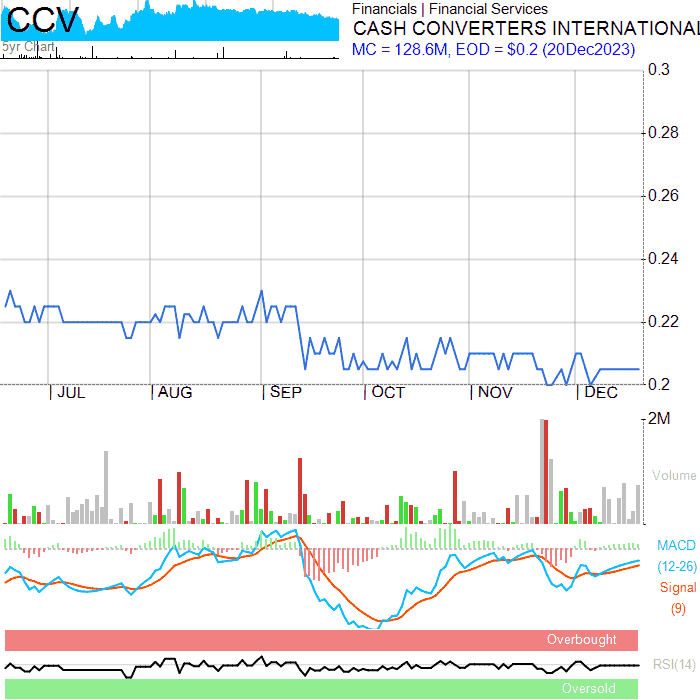 CCV
5yr Chart
Financials | Financial Services
CASH CONVERTERS INTERNATIONAL
MC = 128.6M, EOD = $0.2 (20Dec2023)
0.3
0.28
0.26
0.24
0.22
0.2
JUL AUG SEP OCT NOV DEC
2M
Volume
MACD
(12-26)
Signal
(9)
Overbought
RSI(14)
Oversold